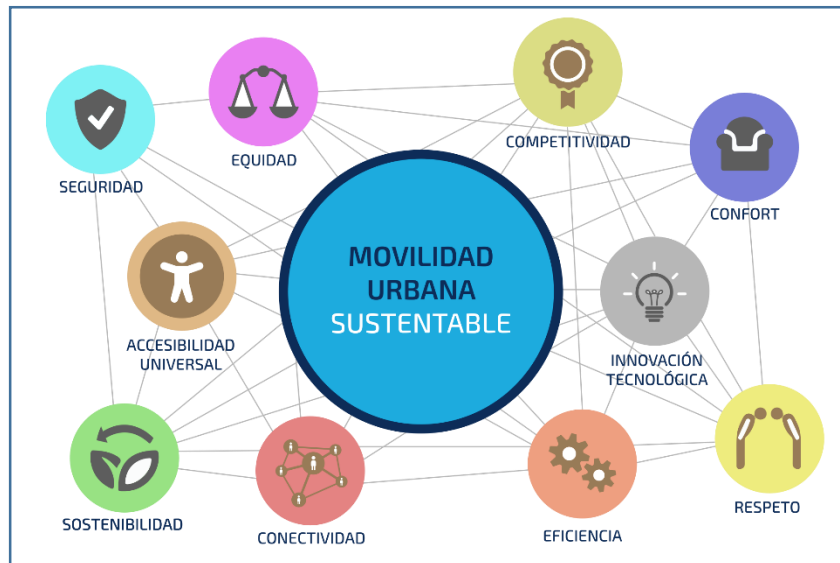 EQUIDAD
COMPETITIVIDAD
SEGURIDAD
CONFORT
MOVILIDAD
URBANA
SUSTENTABLE
ACCESIBILIDAD
UNIVERSAL
INNOVACIÓN
TECNOLÓGICA
SOSTENIBILIDAD
CONECTIVIDAD
EFICIENCIA
RESPETO